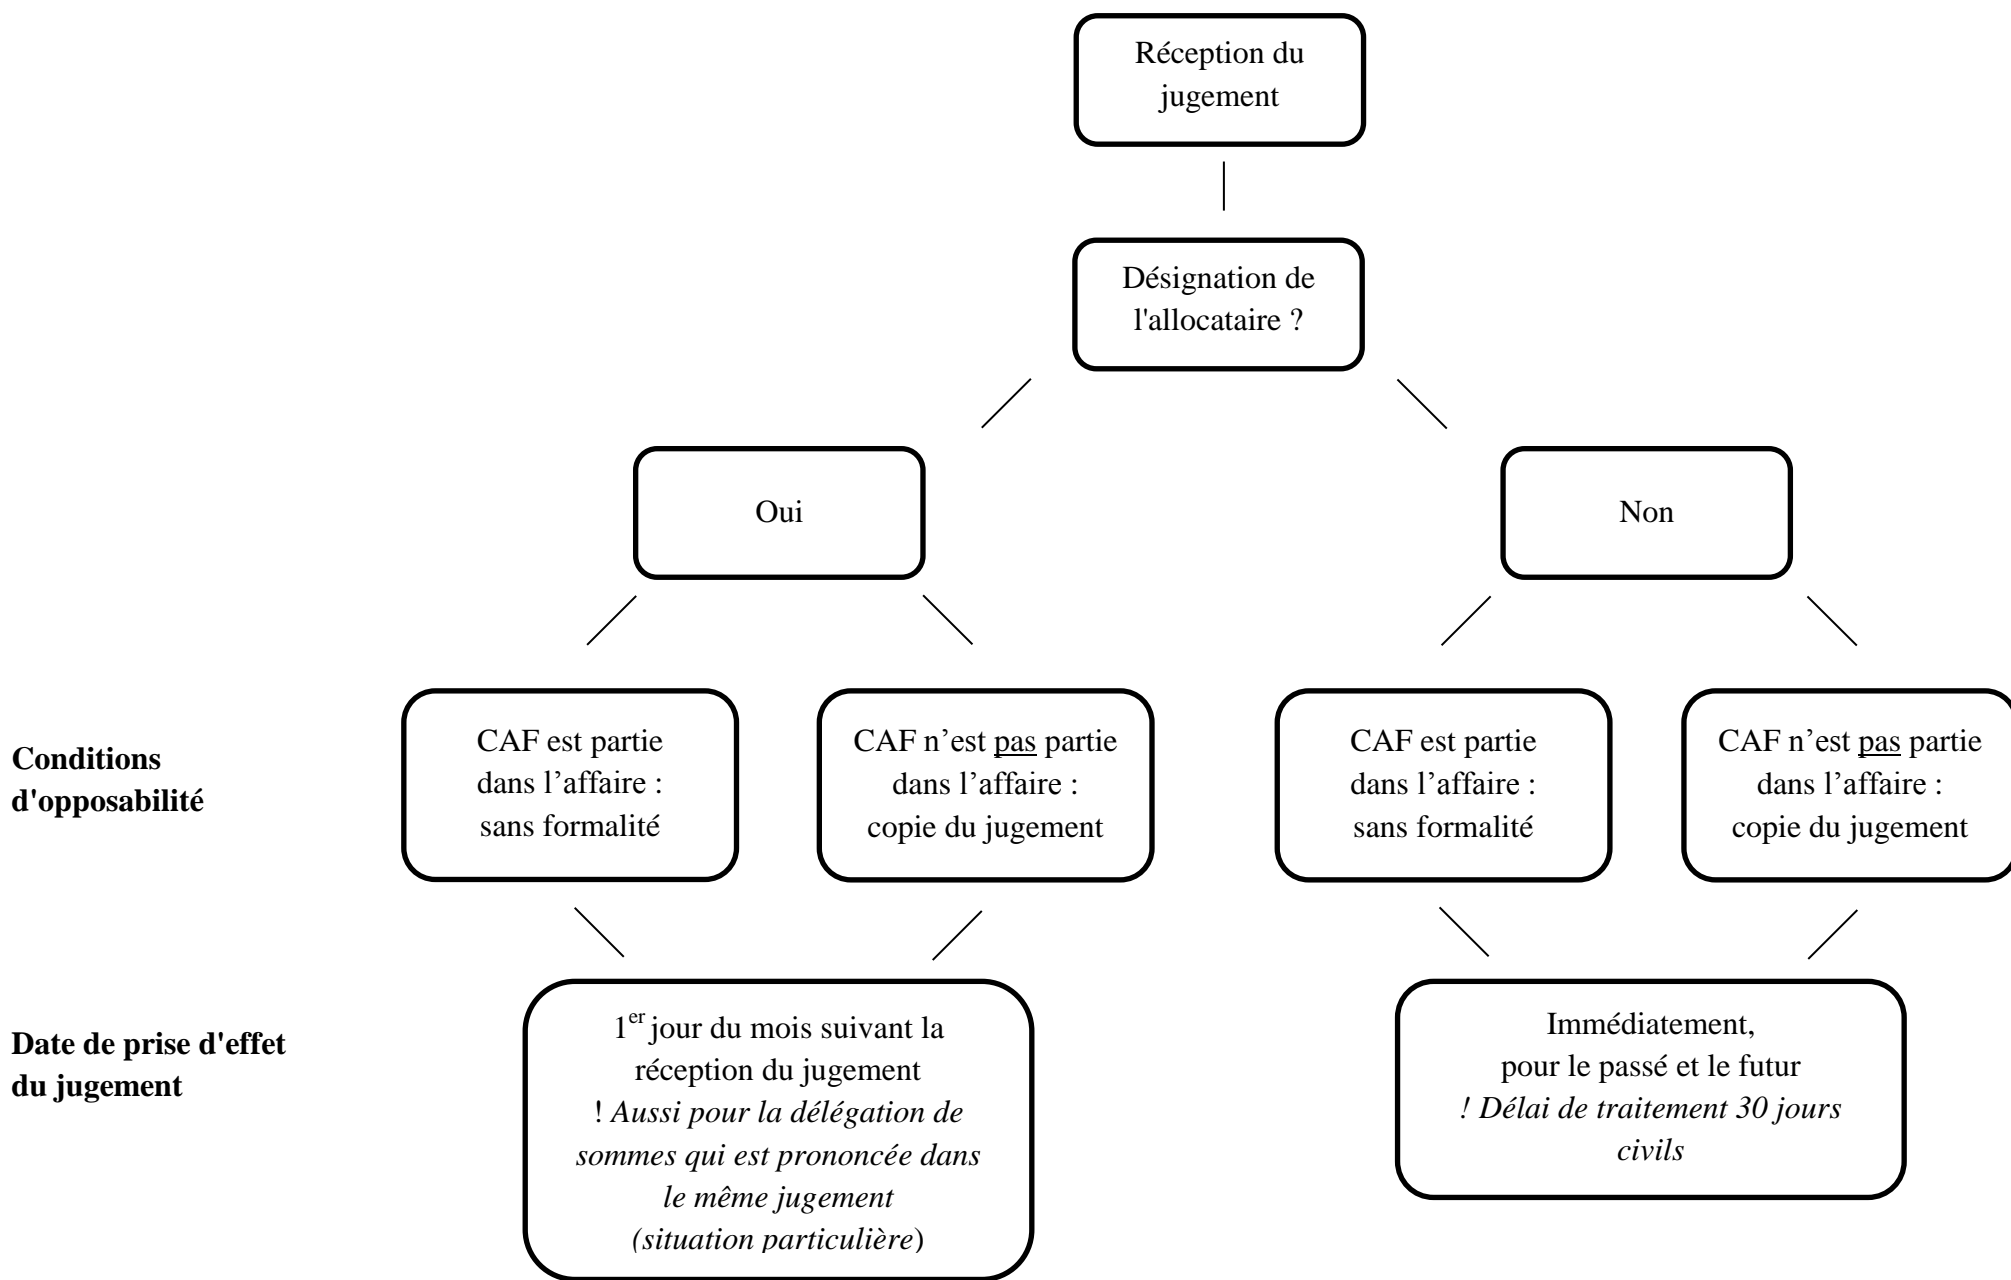 Réception du
jugement
Désignation de
l'allocataire ?
Oui
Non
Conditions
d'opposabilité
CAF est partie
dans l’affaire :
sans formalité
CAF n’est pas partie
dans l’affaire :
copie du jugement
CAF est partie
dans l’affaire :
sans formalité
CAF n’est pas partie
dans l’affaire :
copie du jugement
Date de prise d'effet
du jugement
1er jour du mois suivant la
réception du jugement
! Aussi pour la délégation de
sommes qui est prononcée dans
le même jugement
(situation particulière)
Immédiatement,
pour le passé et le futur
! Délai de traitement 30 jours
civils